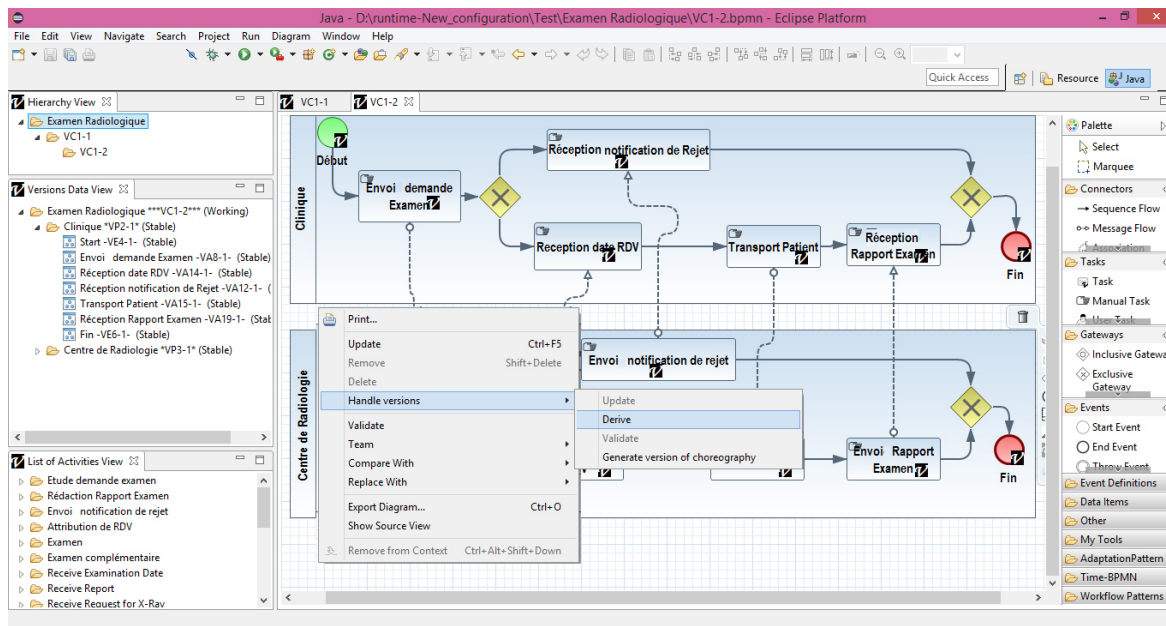 Java - D:\runtime-New_configuration\Test\Examen Radiologique\VC1-2.bpmn - Eclipse Platform
File Edit View Navigate Search Project Run Diagram Window Help
Quick Access
Resource
Java
Hierarchy View
Examen Radiologique
VC1-1
VC1-2
Versions Data View
Examen Radiologique ***VC1-2*** (Working)
Clinique *VP2-1* (Stable)
Start -VE4-1- (Stable)
Envoi demande Examen -VA8-1- (Stable)
Réception date RDV -VA14-1- (Stable)
Réception notification de Rejet -VA12-1- (
Transport Patient -VA15-1- (Stable)
Réception Rapport Examen -VA19-1- (Stab
Fin -VE6-1- (Stable)
Centre de Radiologie *VP3-1* (Stable)
List of Activities View
Etude demande examen
Rédaction Rapport Examen
Envoi notification de rejet
Attribution de RDV
Examen
Examen complémentaire
Receive Examination Date
Receive Report
Receive Request for X-Ray
VC1-1
VC1-2
Clinique
Début
Envoi demande
Examen
Réception notification de Rejet
Reception date RDV
Transport Patient
Réception
Rapport Examen
Fin
Centre de Radiologie
Envoi notification de rejet
Envoi Rapport
Examen
Fin
Print...
Update Ctrl+F5
Remove Shift+Delete
Delete
Handle versions
Validate
Team
Compare With
Replace With
Export Diagram... Ctrl+O
Show Source View
Remove from Context Ctrl+Alt+Shift+Down
Update
Derive
Validate
Generate version of choreography
Palette
Select
Marquee
Connectors
Sequence Flow
Message Flow
Association
Tasks
Task
Manual Task
User Task
Gateways
Inclusive Gatewa
Exclusive
Gateway
Events
Start Event
End Event
Throw Event
Event Definitions
Data Items
Other
My Tools
AdaptationPattern
Time-BPMN
Workflow Patterns